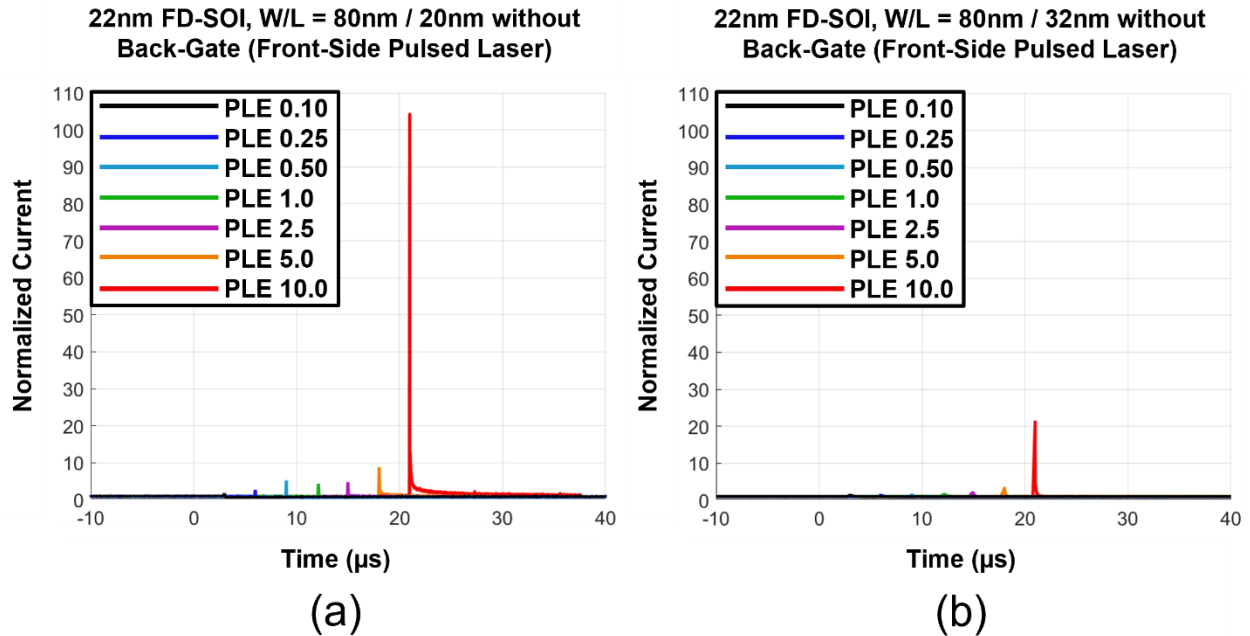 22nm FD-SOI, W/L = 80nm / 20nm without
Back-Gate (Front-Side Pulsed Laser)
110
100
90
80
70
60
50
40
30
20
10
0
Normalized Current
PLE 0.10
PLE 0.25
PLE 0.50
PLE 1.0
PLE 2.5
PLE 5.0
PLE 10.0
-10
0
10
20
30
40
Time (µs)
(a)
22nm FD-SOI, W/L = 80nm / 32nm without
Back-Gate (Front-Side Pulsed Laser)
110
100
90
80
70
60
50
40
30
20
10
0
Normalized Current
PLE 0.10
PLE 0.25
PLE 0.50
PLE 1.0
PLE 2.5
PLE 5.0
PLE 10.0
-10
0
10
20
30
40
Time (µs)
(b)